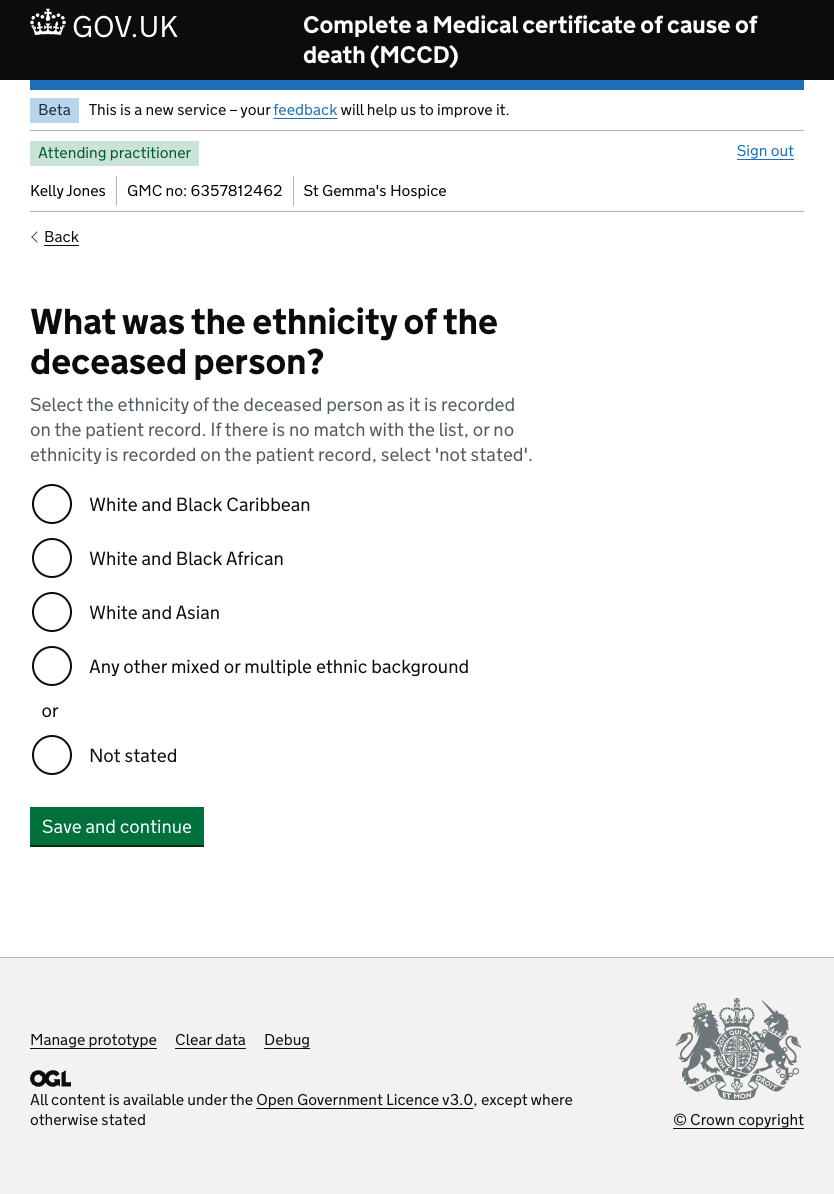 GOV.UK
Complete a Medical certificate of cause of
death (MCCD)
Beta This is a new service – your feedback will help us to improve it.
Attending practitioner
Sign out
Kelly Jones GMC no: 6357812462 St Gemma's Hospice
Back
What was the ethnicity of the
deceased person?
Select the ethnicity of the deceased person as it is recorded
on the patient record. If there is no match with the list, or no
ethnicity is recorded on the patient record, select 'not stated'.
White and Black Caribbean
White and Black African
White and Asian
Any other mixed or multiple ethnic background
or
Not stated
Save and continue
Manage prototype Clear data Debug
OGL
All content is available under the Open Government Licence v3.0, except where
otherwise stated
DIEU ET MON DROIT
© Crown copyright